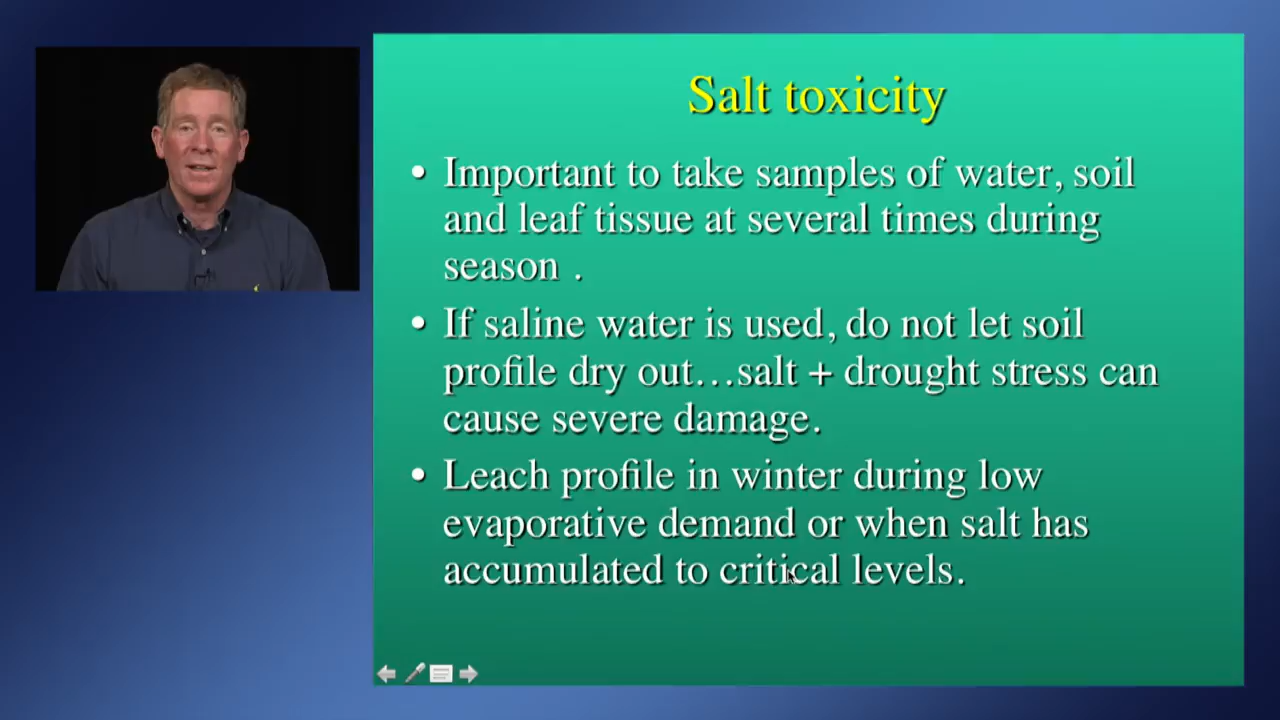 Salt toxicity
• Important to take samples of water, soil
and leaf tissue at several times during
season .
• If saline water is used, do not let soil
profile dry out…salt + drought stress can
cause severe damage.
• Leach profile in winter during low
evaporative demand or when salt has
accumulated to critical levels.